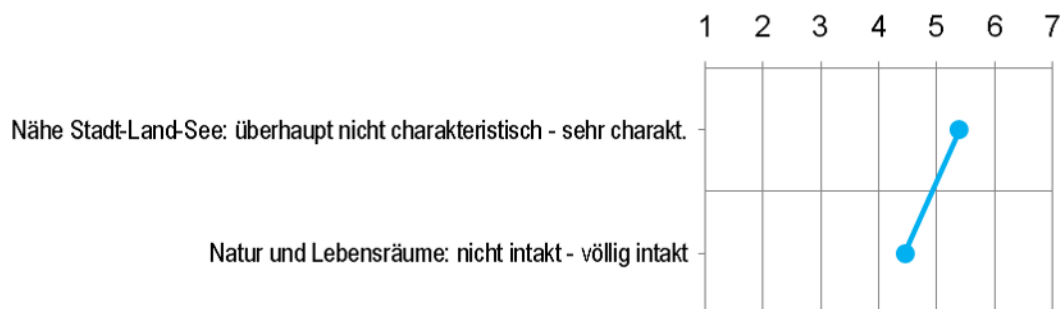 1 2 3 4 5 6 7
Nähe Stadt-Land-See: überhaupt nicht charakteristisch - sehr charakt.
Natur und Lebensräume: nicht intakt - völlig intakt